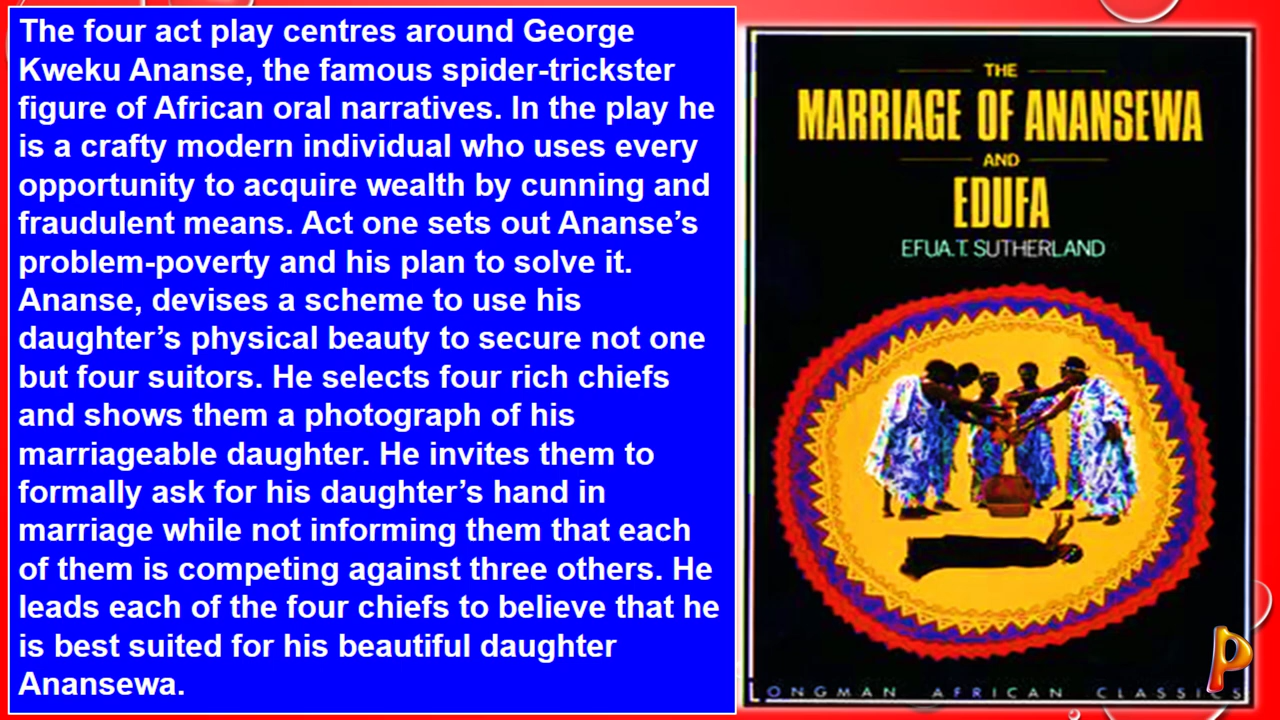 The four act play centres around George
Kweku Ananse, the famous spider-trickster
figure of African oral narratives. In the play he
is a crafty modern individual who uses every
opportunity to acquire wealth by cunning and
fraudulent means. Act one sets out Ananse’s
problem-poverty and his plan to solve it.
Ananse, devises a scheme to use his
daughter’s physical beauty to secure not one
but four suitors. He selects four rich chiefs
and shows them a photograph of his
marriageable daughter. He invites them to
formally ask for his daughter’s hand in
marriage while not informing them that each
of them is competing against three others. He
leads each of the four chiefs to believe that he
is best suited for his beautiful daughter
Anansewa.
THE
MARRIAGE OF ANANSEWA
AND
EDUFA
EFUA.T. SUTHERLAND
LONGMAN AFRICAN CLASSICS
P